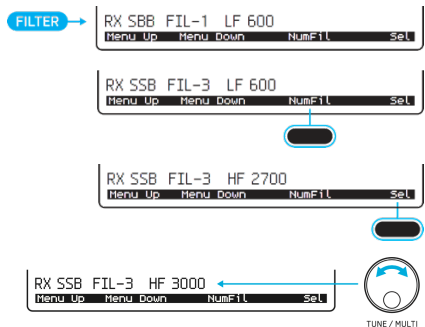 FILTER
RX SBB FIL-1 LF 600
Menu Up Menu Down NumFil Sel
RX SSB FIL-3 LF 600
Menu Up Menu Down NumFil Sel
RX SSB FIL-3 HF 2700
Menu Up Menu Down NumFil Sel
RX SSB FIL-3 HF 3000
Menu Up Menu Down NumFil Sel
TUNE / MULTI